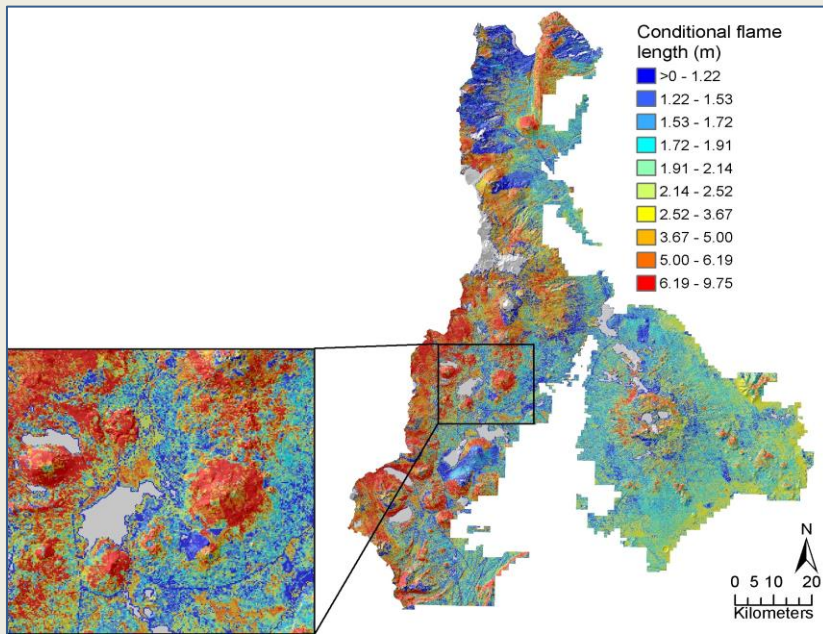 Conditional flame
length (m)
>0 - 1.22
1.22 - 1.53
1.53 - 1.72
1.72 - 1.91
1.91 - 2.14
2.14 - 2.52
2.52 - 3.67
3.67 - 5.00
5.00 - 6.19
6.19 - 9.75
N
0 5 10 20
Kilometers